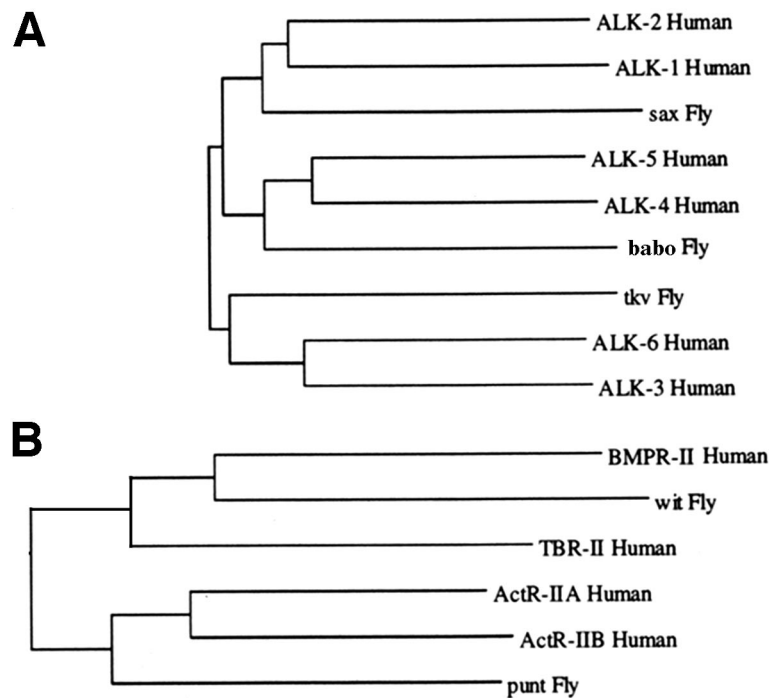 A
ALK-2 Human
ALK-1 Human
sax Fly
ALK-5 Human
ALK-4 Human
babo Fly
tkv Fly
ALK-6 Human
ALK-3 Human
B
BMPR-II Human
wit Fly
TBR-II Human
ActR-IIA Human
ActR-IIB Human
punt Fly